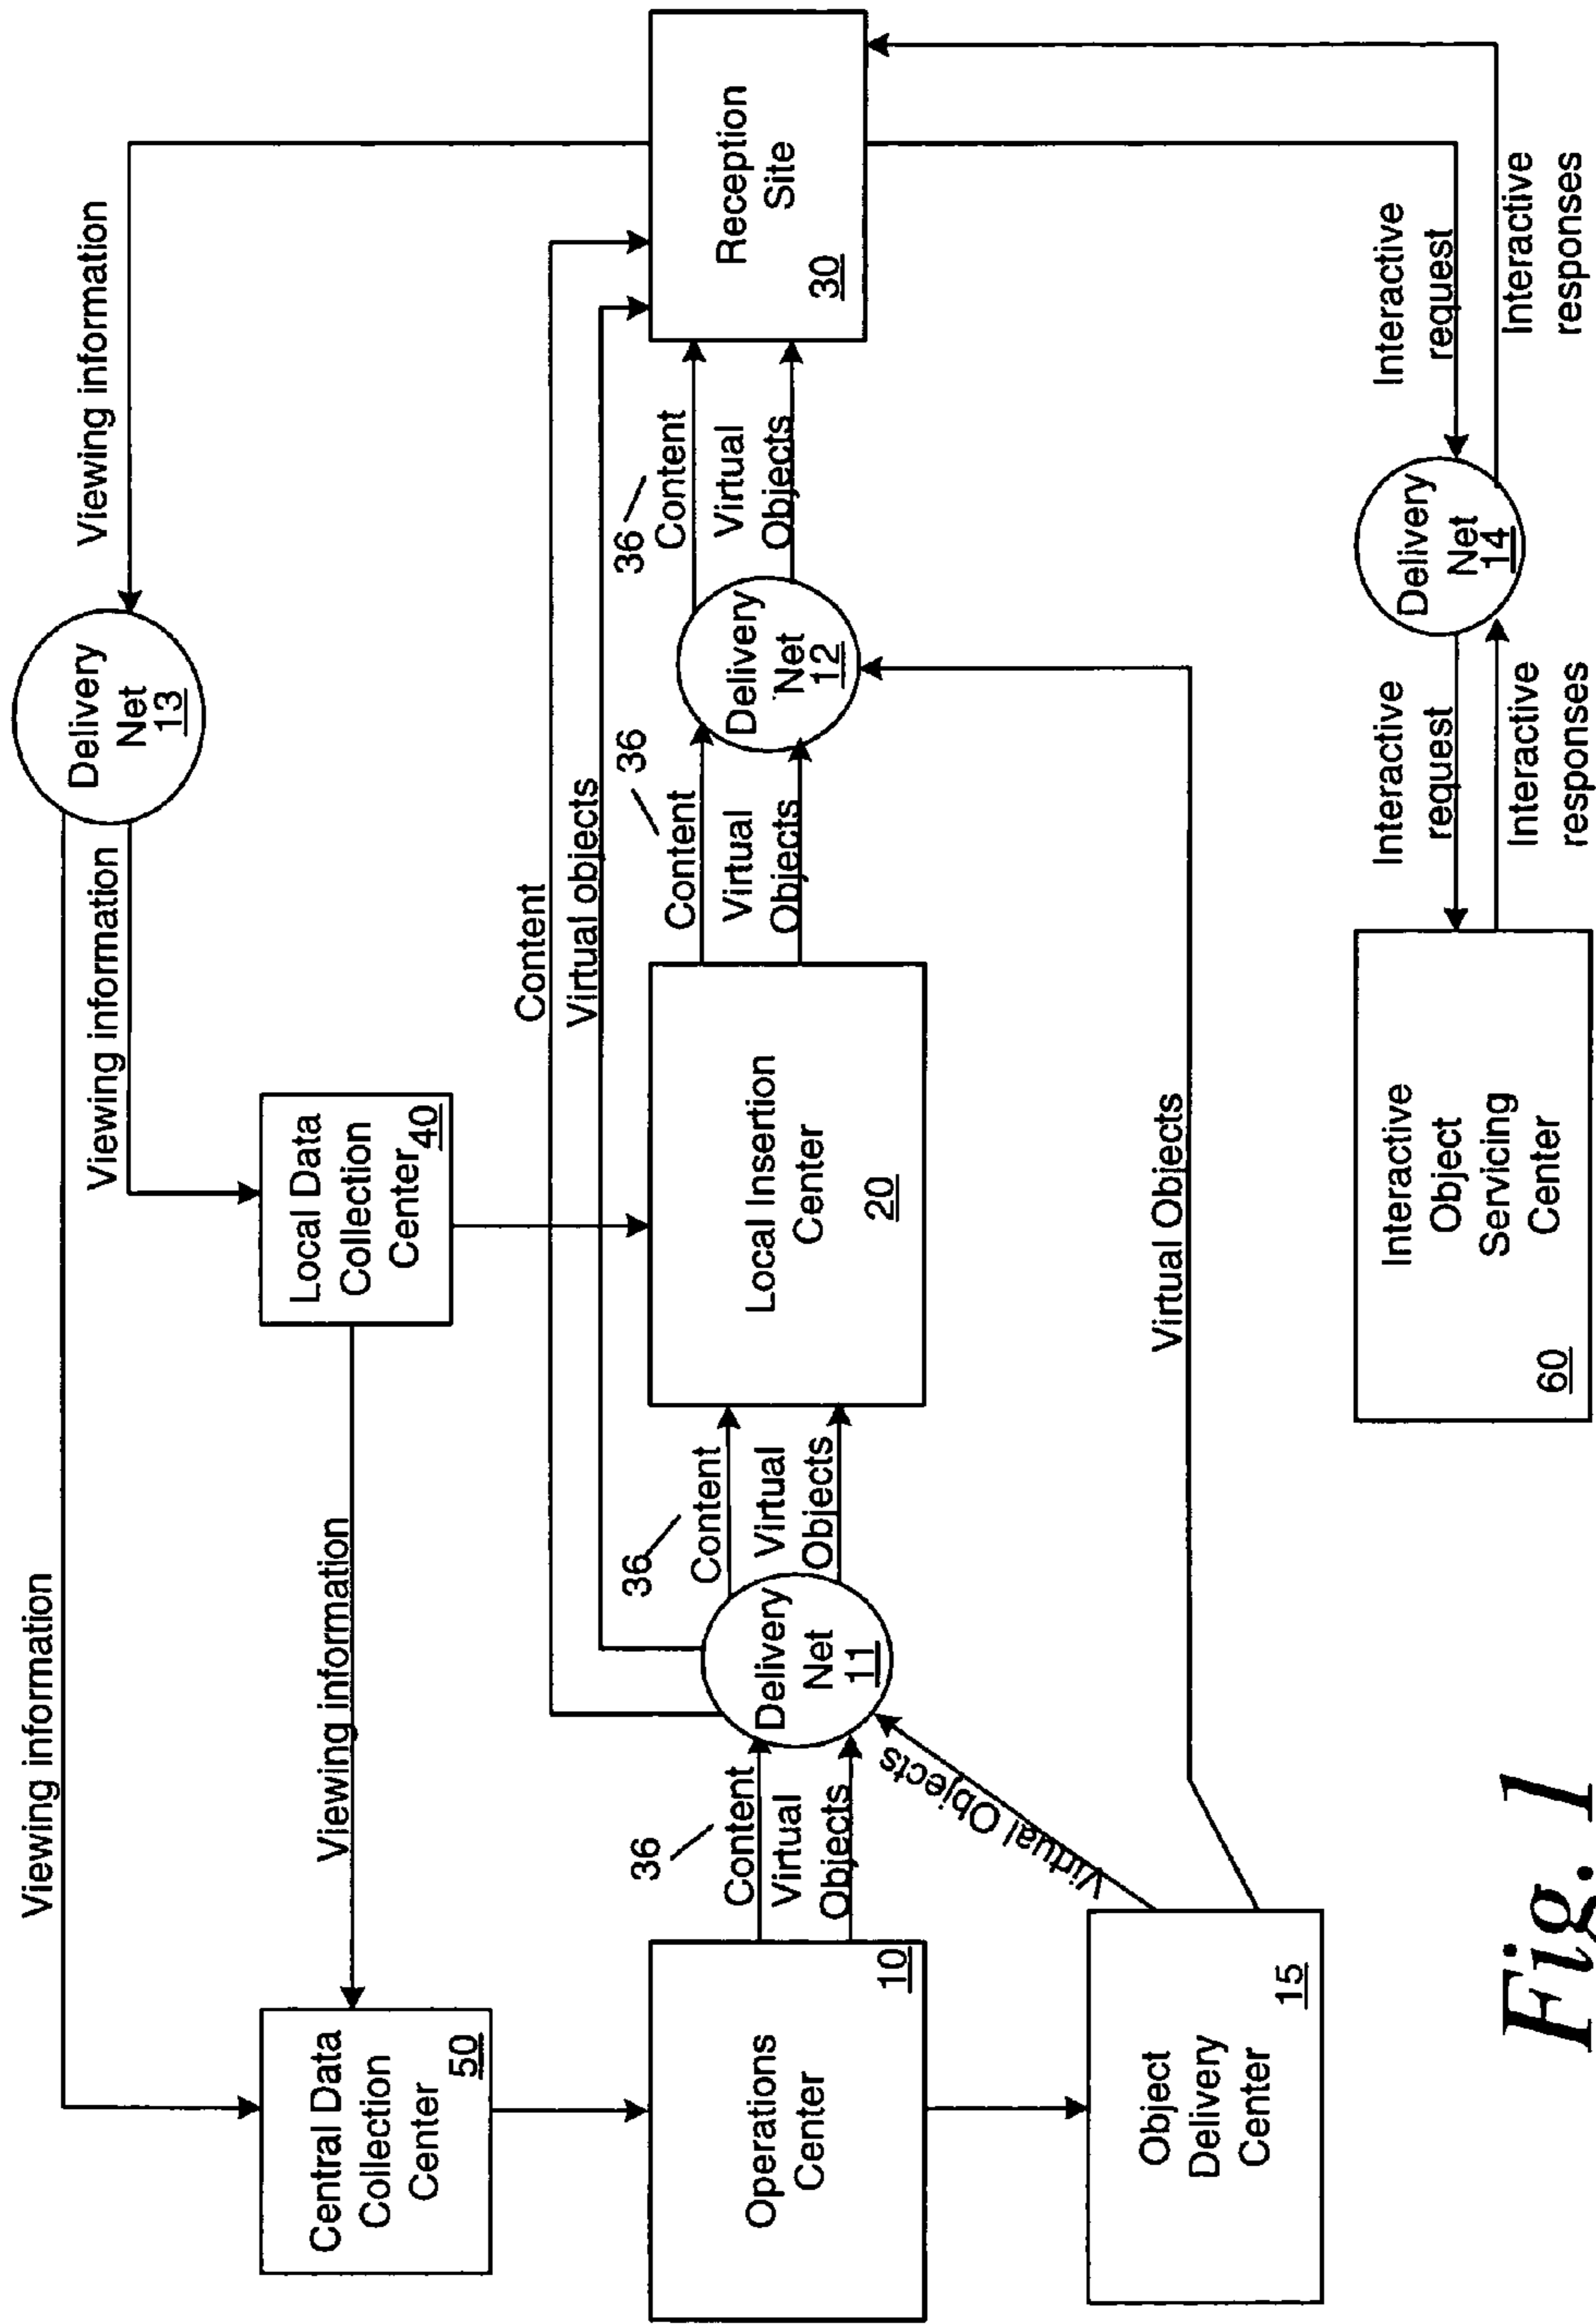 Viewing information
Delivery
Net
13
Viewing information
Viewing information
Viewing information
Central Data
Collection
Center
50
Local Data
Collection
Center
40
Content
Virtual objects
Operations
Center
10
36
Content
Virtual
Objects
Delivery
Net
11
36
Content
Virtual
Objects
Local Insertion
Center
20
36
Content
Virtual
Objects
Delivery
Net
12
36
Content
Virtual
Objects
Reception
Site
30
Virtual Objects
Virtual Objects
Object
Delivery
Center
15
Interactive
Object
Servicing
Center
60
Interactive
request
Interactive
responses
Delivery
Net
14
Interactive
request
Interactive
responses
Fig. 1